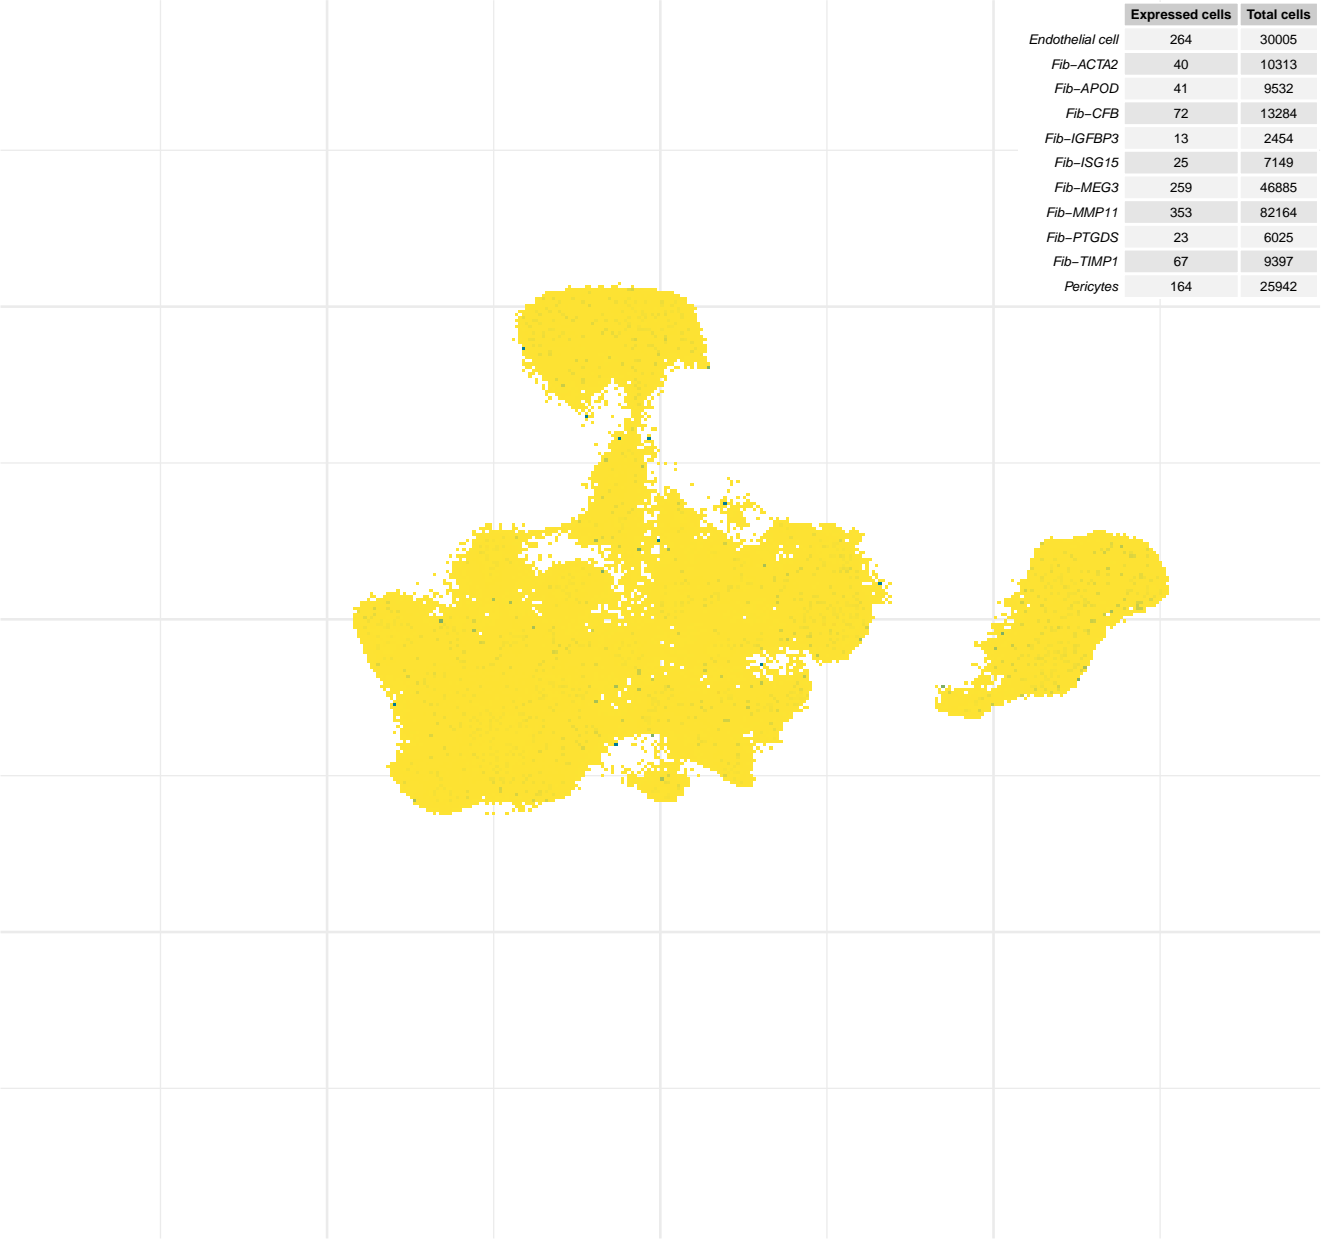 Expressed cells Total cells
Endothelial cell 264 30005
Fib−ACTA2 40 10313
Fib−APOD 41 9532
Fib−CFB 72 13284
Fib−IGFBP3 13 2454
Fib−ISG15 25 7149
Fib−MEG3 259 46885
Fib−MMP11 353 82164
Fib−PTGDS 23 6025
Fib−TIMP1 67 9397
Pericytes 164 25942